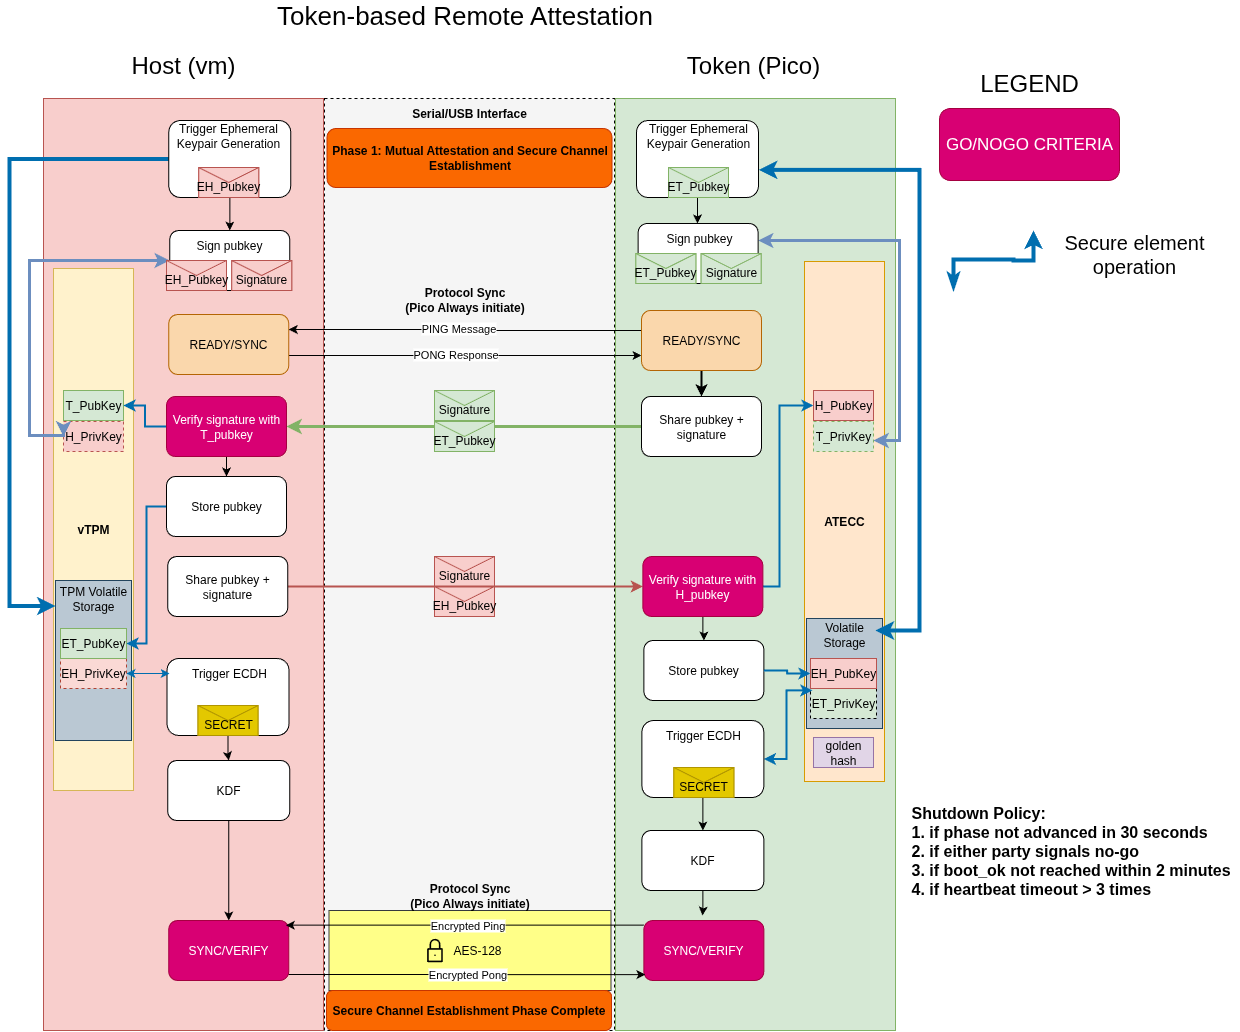 Token-based Remote Attestation
Host (vm)
Token (Pico)
LEGEND
Serial/USB Interface
Phase 1: Mutual Attestation and Secure Channel
Establishment
GO/NOGO CRITERIA
Secure element
operation
Trigger Ephemeral
Keypair Generation
EH_Pubkey
Sign pubkey
EH_Pubkey
Signature
READY/SYNC
Trigger Ephemeral
Keypair Generation
ET_Pubkey
Sign pubkey
ET_Pubkey
Signature
READY/SYNC
Protocol Sync
(Pico Always initiate)
PING Message
PONG Response
T_PubKey
H_PrivKey
vTPM
TPM Volatile
Storage
ET_PubKey
EH_PrivKey
Verify signature with
T_pubkey
Store pubkey
Share pubkey +
signature
Trigger ECDH
SECRET
KDF
SYNC/VERIFY
Signature
ET_Pubkey
Signature
EH_Pubkey
Share pubkey +
signature
Verify signature with
H_pubkey
Store pubkey
Trigger ECDH
SECRET
KDF
SYNC/VERIFY
H_PubKey
T_PrivKey
ATECC
Volatile
Storage
EH_PubKey
ET_PrivKey
golden
hash
Shutdown Policy:
1. if phase not advanced in 30 seconds
2. if either party signals no-go
3. if boot_ok not reached within 2 minutes
4. if heartbeat timeout > 3 times
Protocol Sync
(Pico Always initiate)
Encrypted Ping
AES-128
Encrypted Pong
Secure Channel Establishment Phase Complete